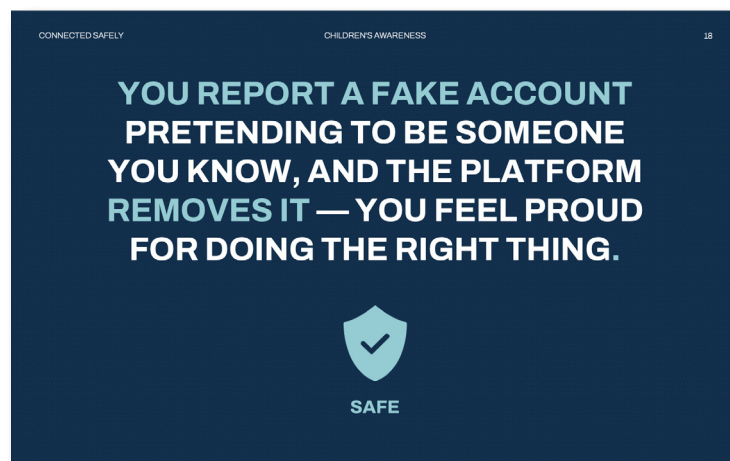 CONNECTED SAFELY
CHILDREN'S AWARENESS
18
YOU REPORT A FAKE ACCOUNT
PRETENDING TO BE SOMEONE
YOU KNOW, AND THE PLATFORM
REMOVES IT — YOU FEEL PROUD
FOR DOING THE RIGHT THING.
SAFE